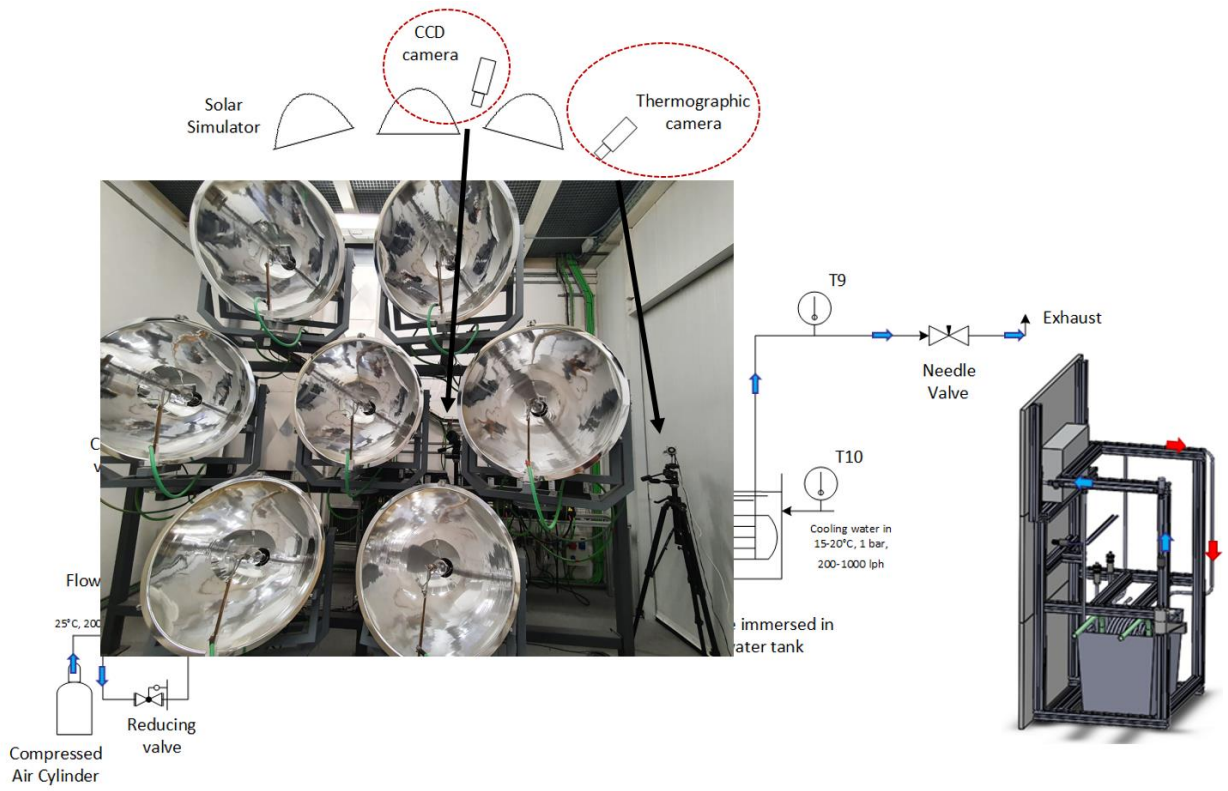 CCD
camera
Solar
Simulator
Thermographic
camera
T9
Exhaust
Needle
Valve
T10
Cooling water in
15-20°C, 1 bar,
200-1000 lph
Flow
25°C, 200
e immersed in
water tank
Reducing
valve
Compressed
Air Cylinder